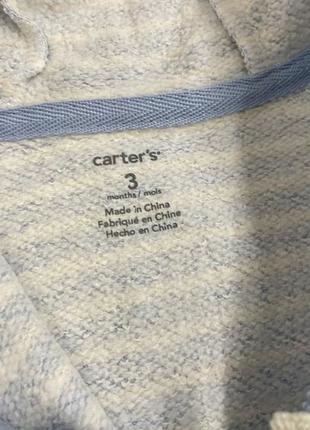 carter's®
3
months / mois
Made in China
Fabriqué en Chine
Hecho en China